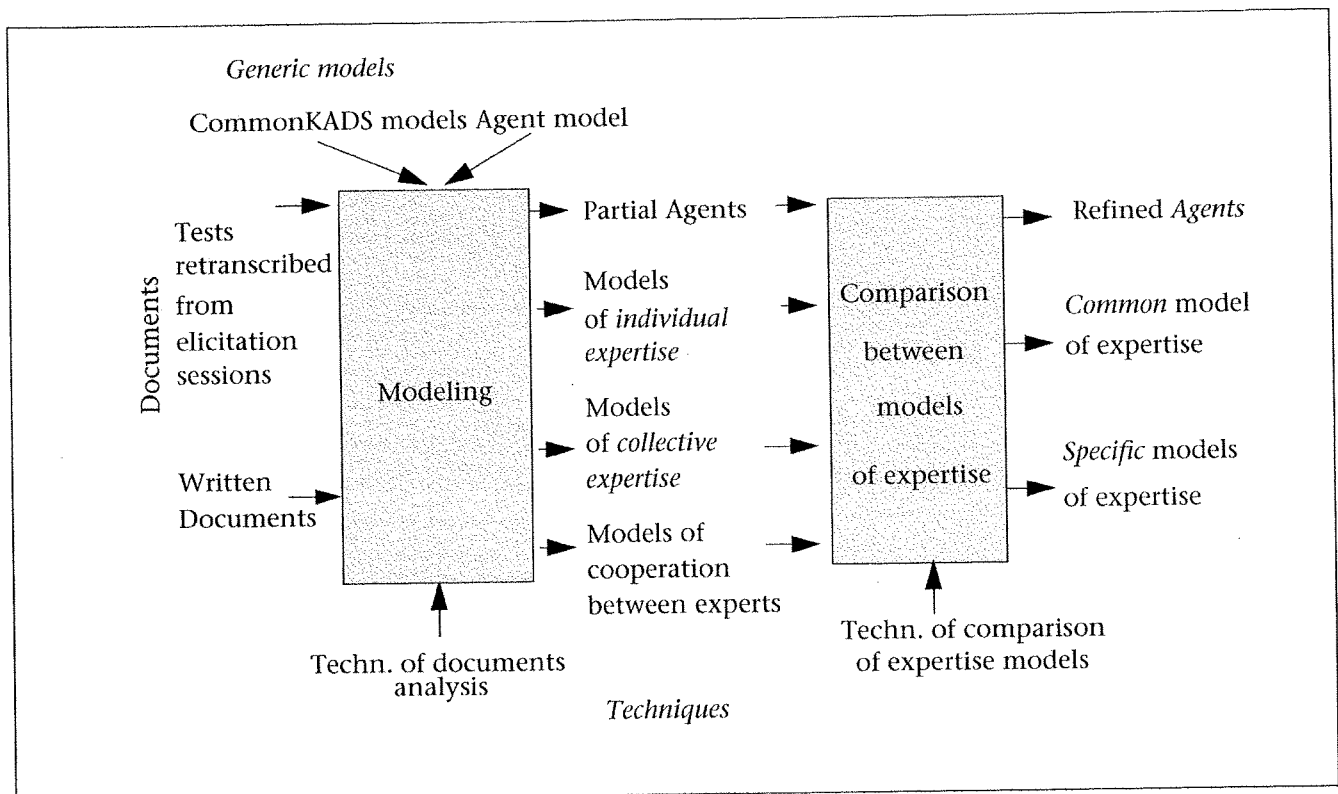 Generic models
CommonKADS models Agent model
Documents
Tests
retranscribed
from
elicitation
sessions
Written
Documents
Modeling
Techn. of documents
analysis
Partial Agents
Models
of individual
expertise
Models
of collective
expertise
Models of
cooperation
between experts
Comparison
between
models
of expertise
Techn. of comparison
of expertise models
Refined Agents
Common model
of expertise
Specific models
of expertise
Techniques